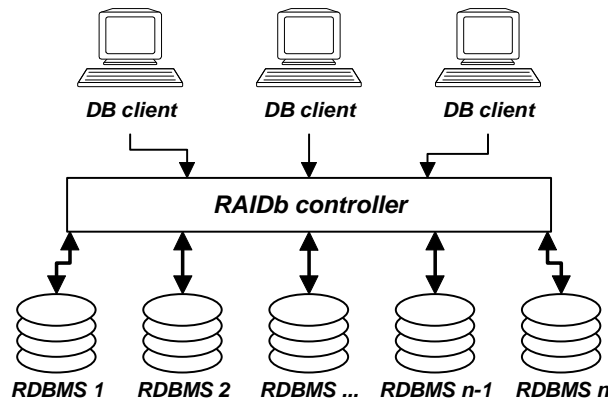 DB client DB client DB client
RAIDb controller
RDBMS 1 RDBMS 2 RDBMS ... RDBMS n-1 RDBMS n